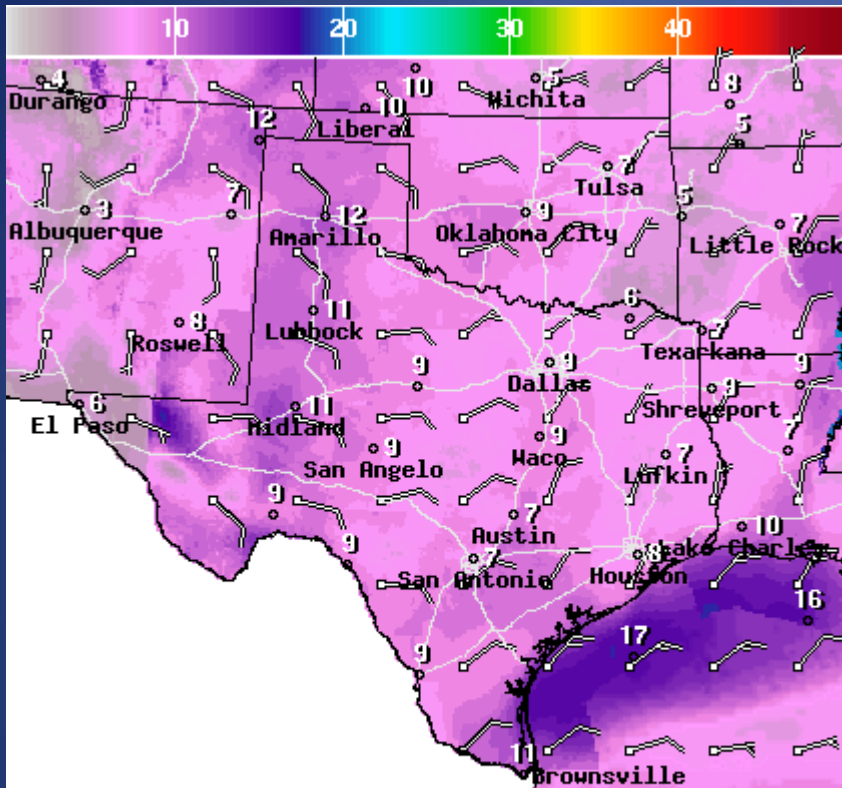 10 20 30 40
4 10 5
Durango 10 Wichita 8
12 Liberal 5
7
Tulsa
3 7 12 9 5 7
Albuquerque Amarillo Oklahoma City Little Rock
8 11 6 7
Roswell Lubbock Texarkana
9 9 9 9
Dallas
6 11 Shreveport
El Paso Midland 9 9 7 7
San Angelo Waco Lufkin
9 7 10
Austin
9 7 8 Lake Charles
San Antonio Houston
16
17
9
11
Brownsville